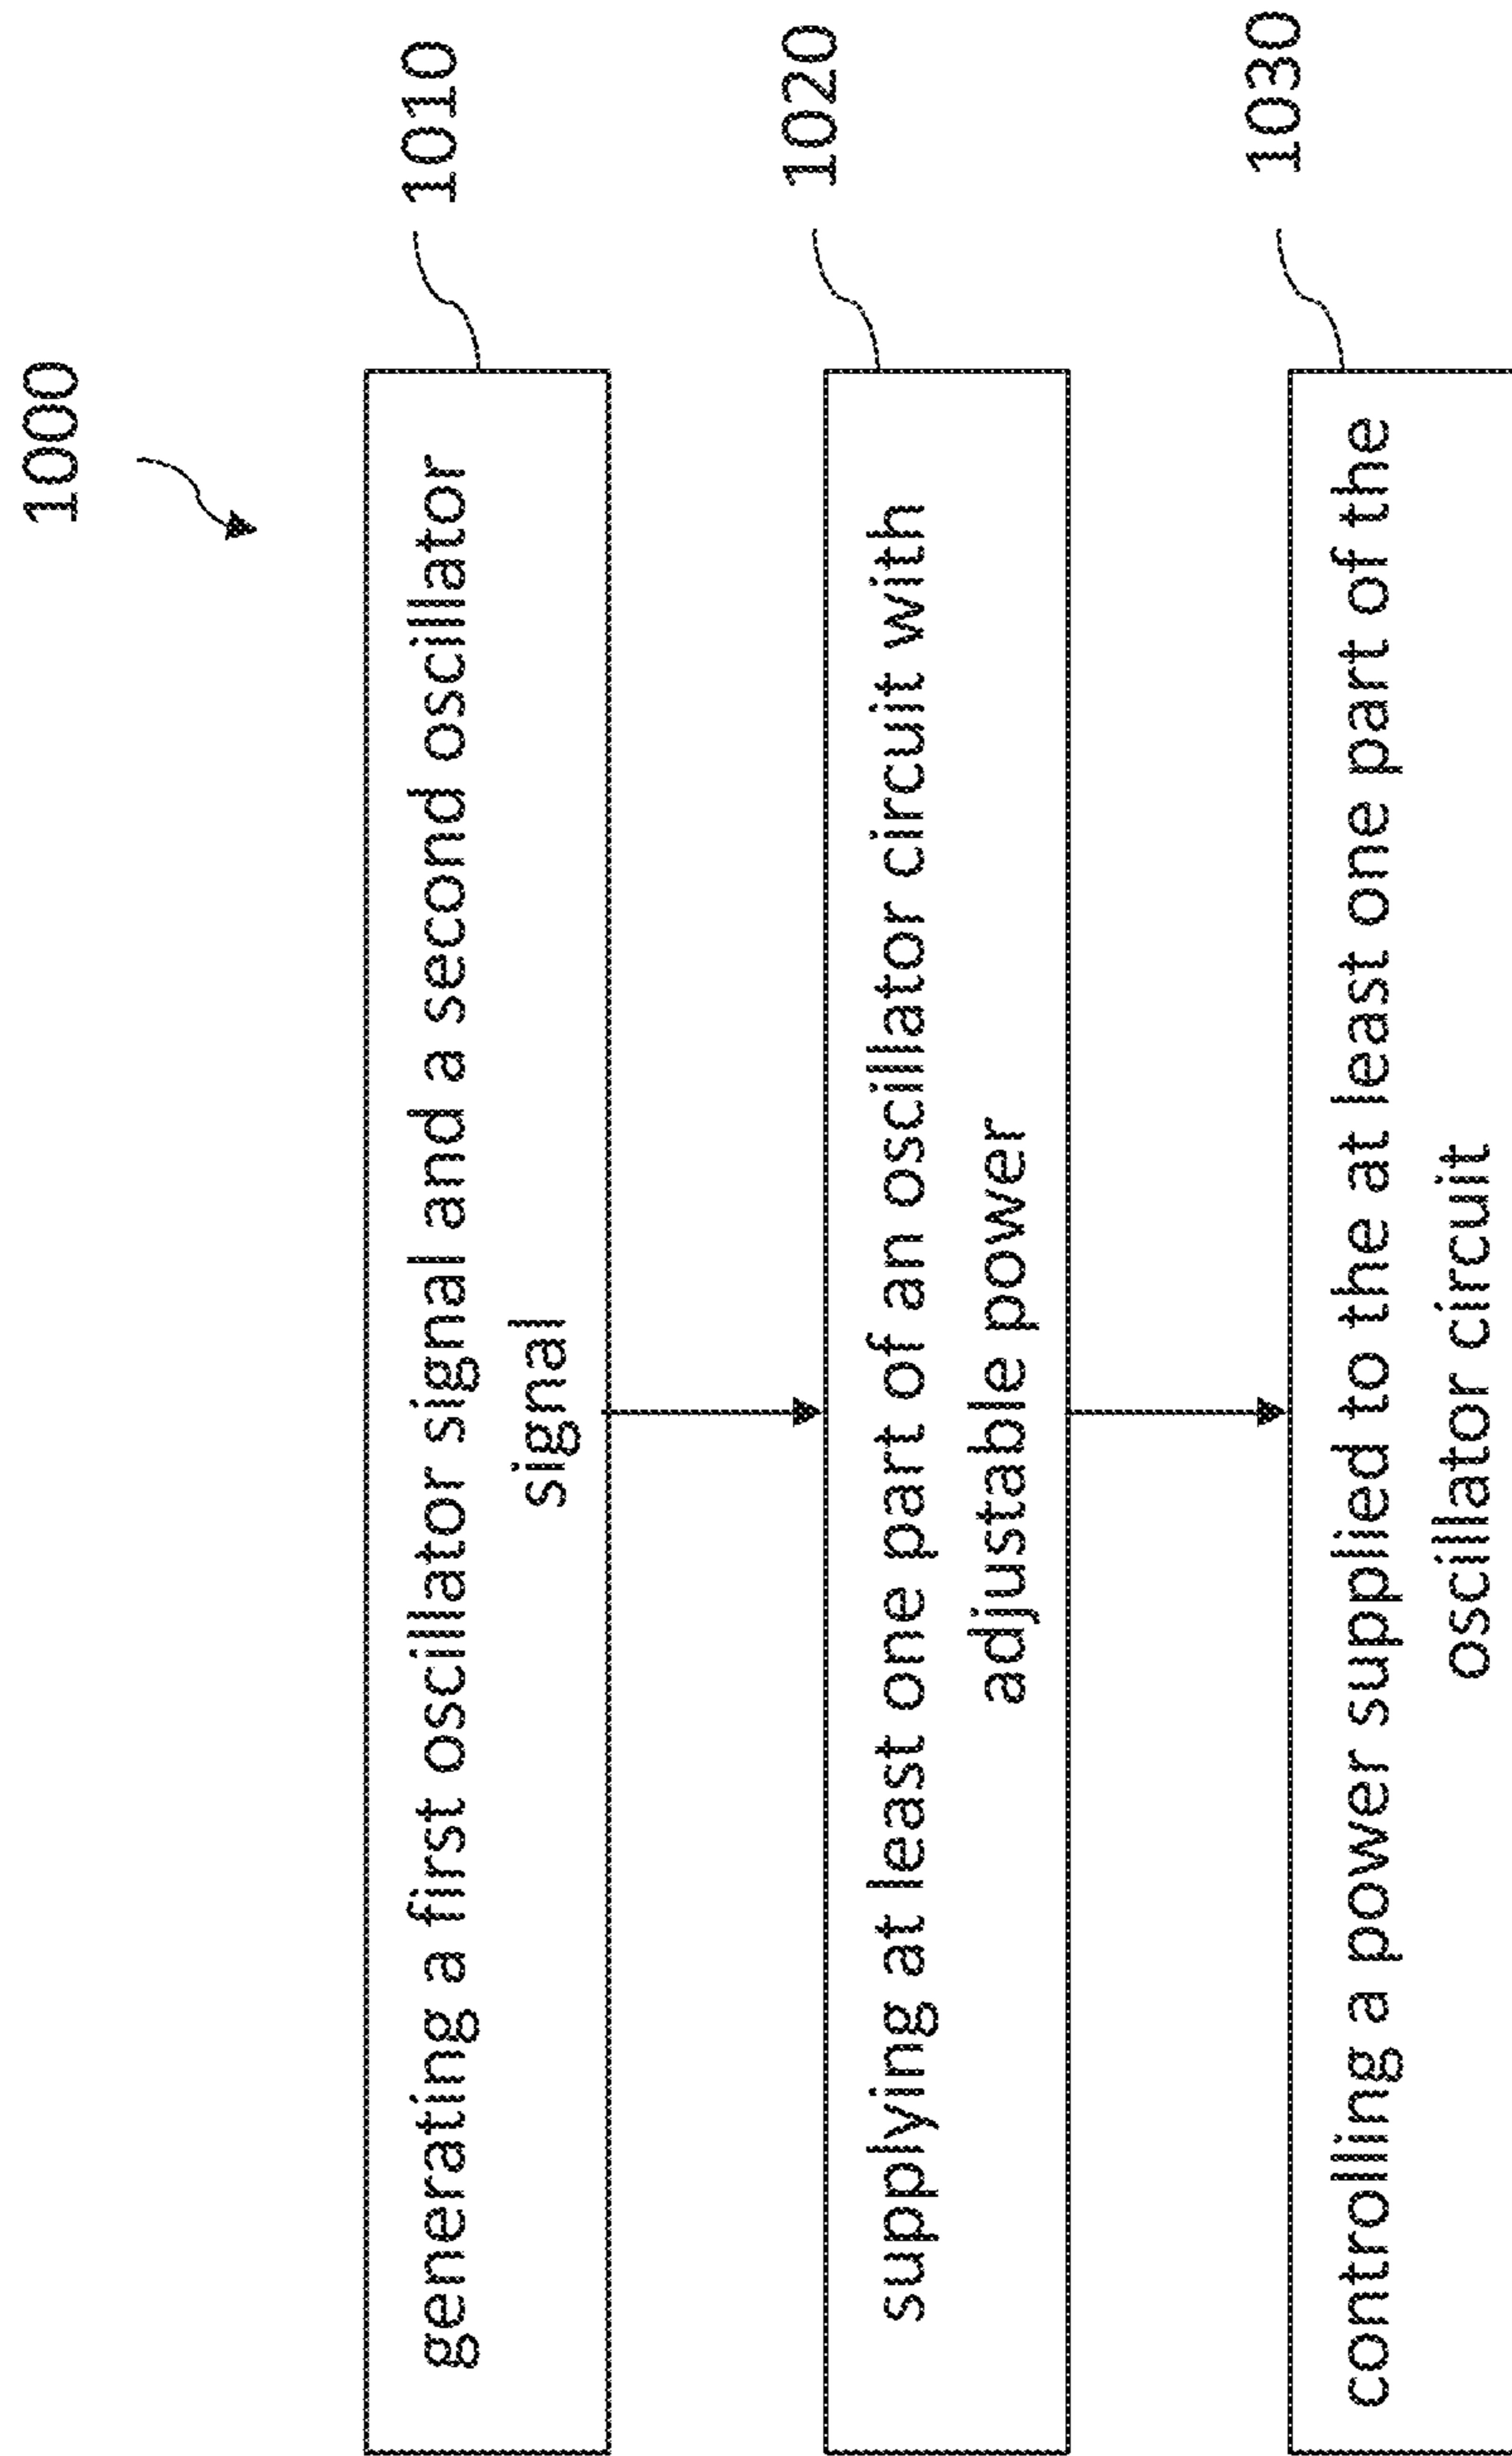 1000
1010
generating a first oscillator signal and a second oscillator
signal
1020
supplying at least one part of an oscillator circuit with
adjustable power
1030
controlling a power supplied to the at least one part of the
oscillator circuit